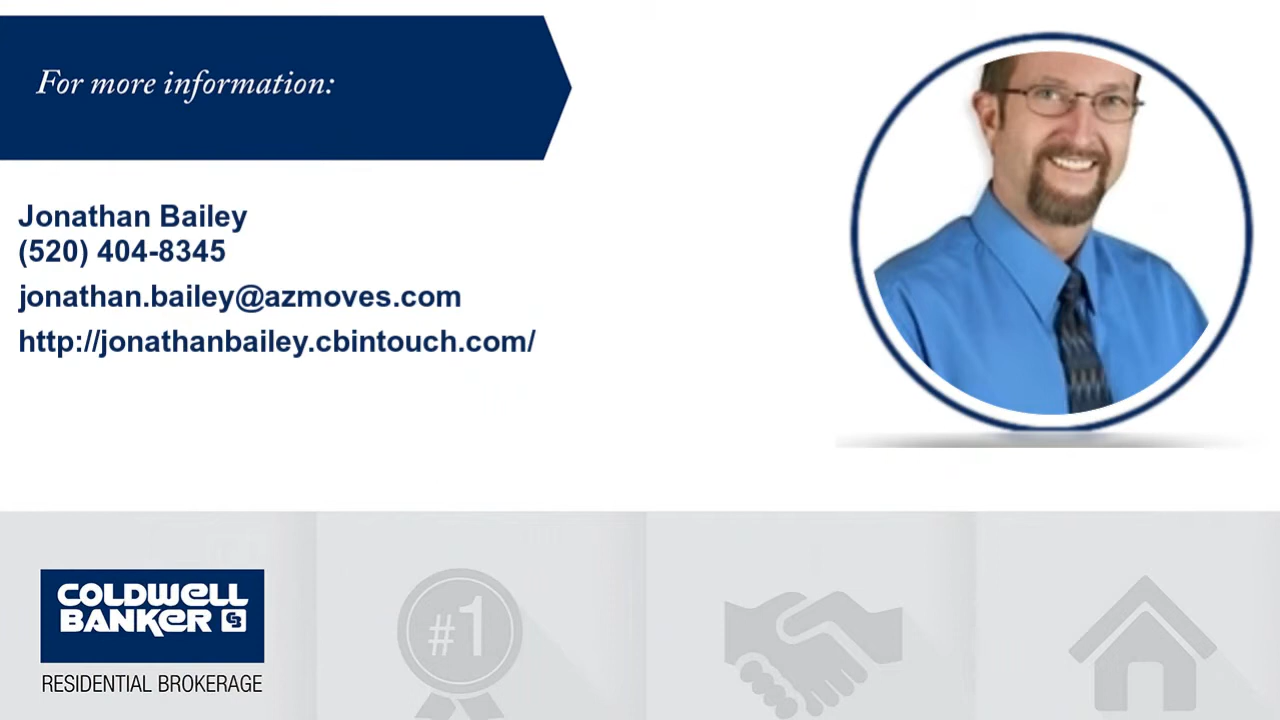 For more information:
Jonathan Bailey
(520) 404-8345
jonathan.bailey@azmoves.com
http://jonathanbailey.cbintouch.com/
COLDWELL
BANKER CB
RESIDENTIAL BROKERAGE
#1